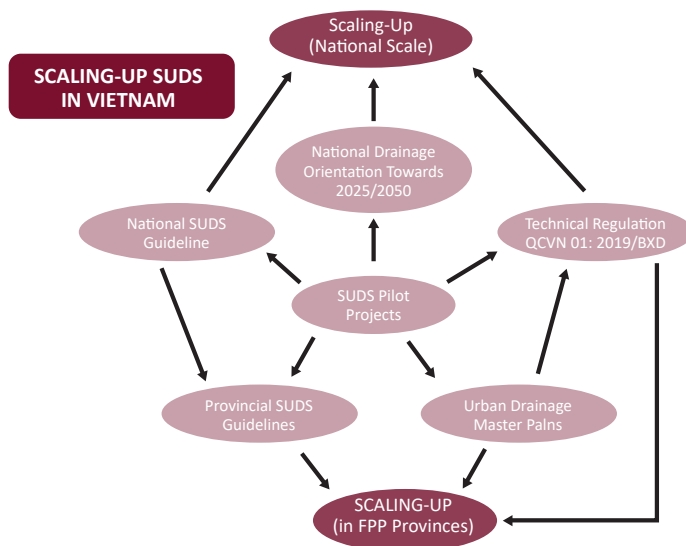 Scaling-Up
(National Scale)
SCALING-UP SUDS
IN VIETNAM
National Drainage
Orientation Towards
2025/2050
National SUDS
Guideline
Technical Regulation
QCVN 01: 2019/BXD
SUDS Pilot
Projects
Provincial SUDS
Guidelines
Urban Drainage
Master Palns
SCALING-UP
(in FPP Provinces)